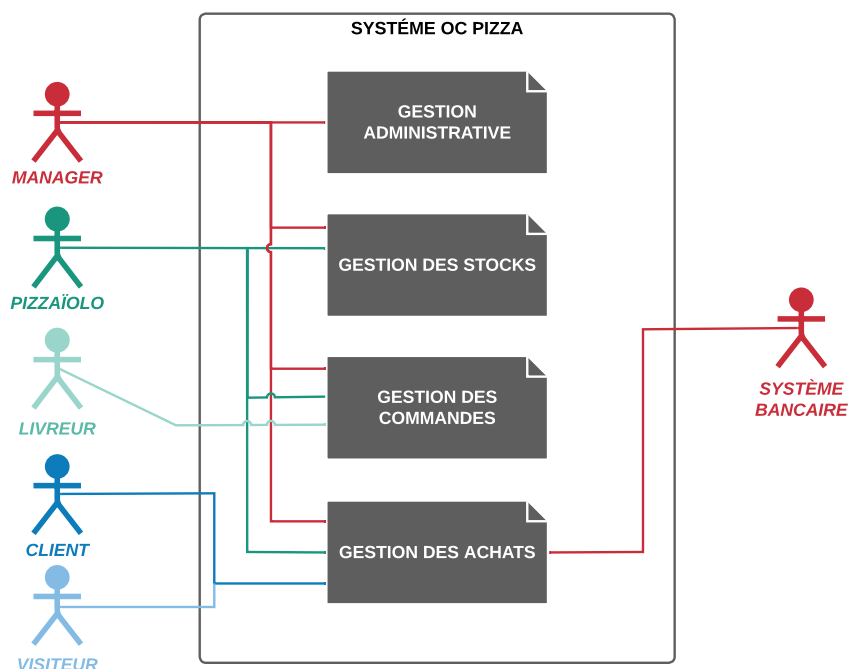 SYSTÉME OC PIZZA
GESTION
ADMINISTRATIVE
MANAGER
GESTION DES STOCKS
PIZZAÏOLO
GESTION DES
COMMANDES
LIVREUR
SYSTÈME
BANCAIRE
GESTION DES ACHATS
CLIENT
VISITEUR